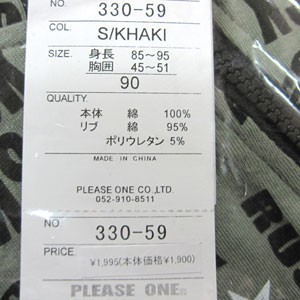 NO. 330-59
COL. S/KHAKI
SIZE. 身長 85~95
胸囲 45~51
90
QUALITY.
本体 綿 100%
リブ 綿 95%
ポリウレタン 5%
MADE IN CHINA
PLEASE ONE CO.,LTD.
052-910-8511
NO. 330-59
PRICE.
¥1,995(本体価格¥1,900)
PLEASE ONE.